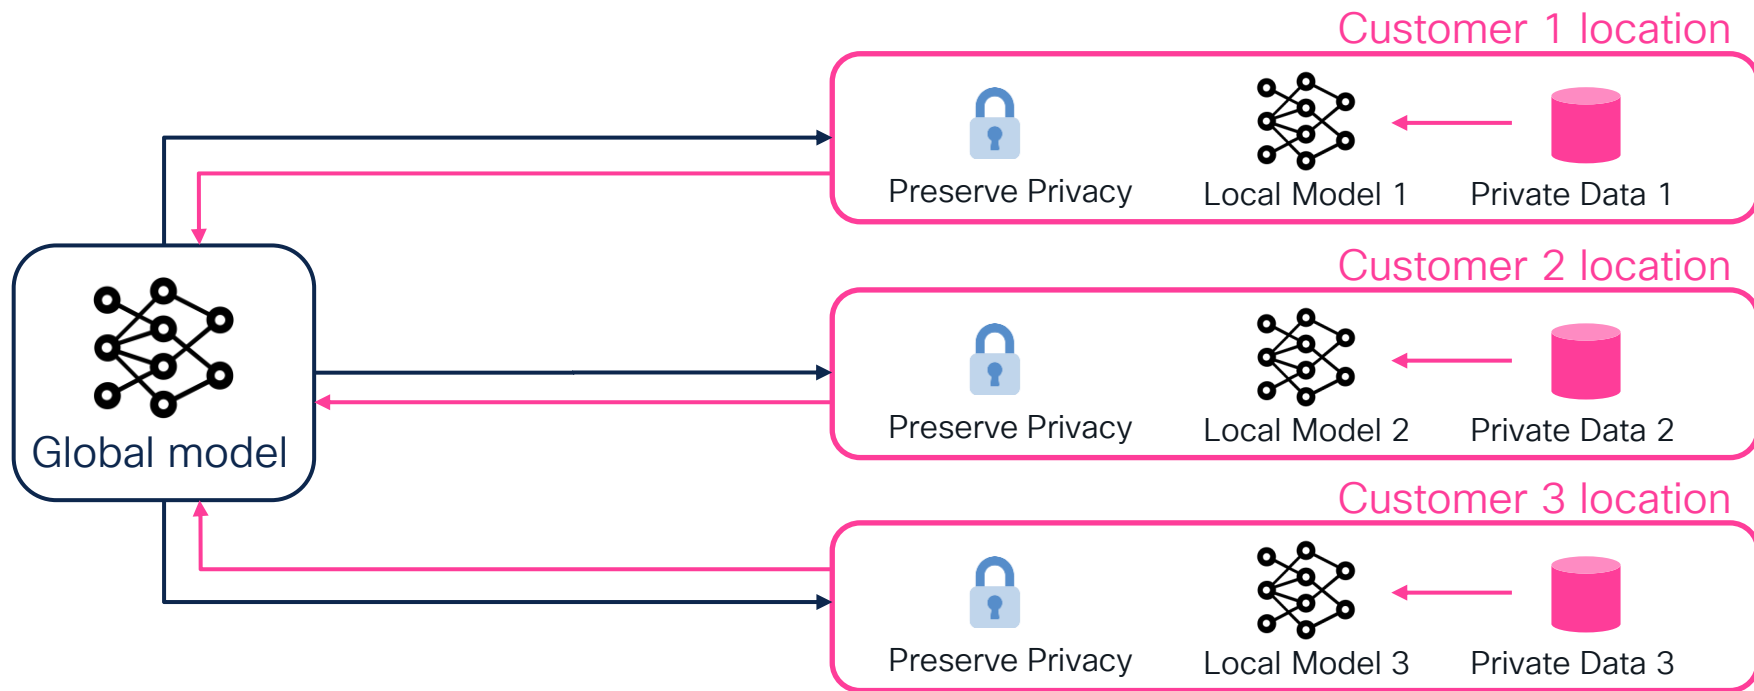 Customer 1 location
Preserve Privacy
Local Model 1
Private Data 1
Global model
Customer 2 location
Preserve Privacy
Local Model 2
Private Data 2
Customer 3 location
Preserve Privacy
Local Model 3
Private Data 3